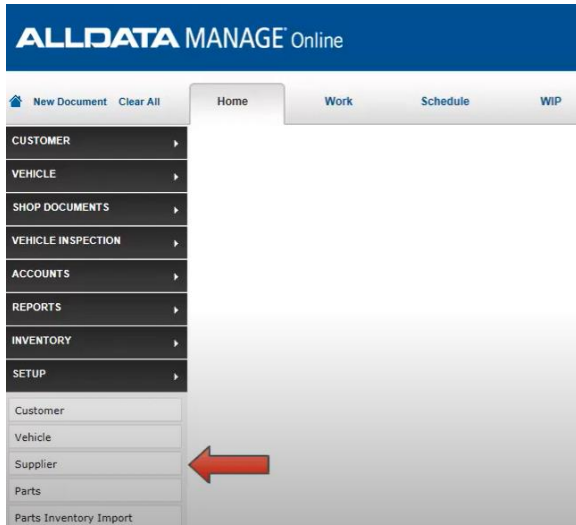 ALLDATA MANAGE Online
New Document Clear All Home Work Schedule WIP
CUSTOMER
VEHICLE
SHOP DOCUMENTS
VEHICLE INSPECTION
ACCOUNTS
REPORTS
INVENTORY
SETUP
Customer
Vehicle
Supplier
Parts
Parts Inventory Import